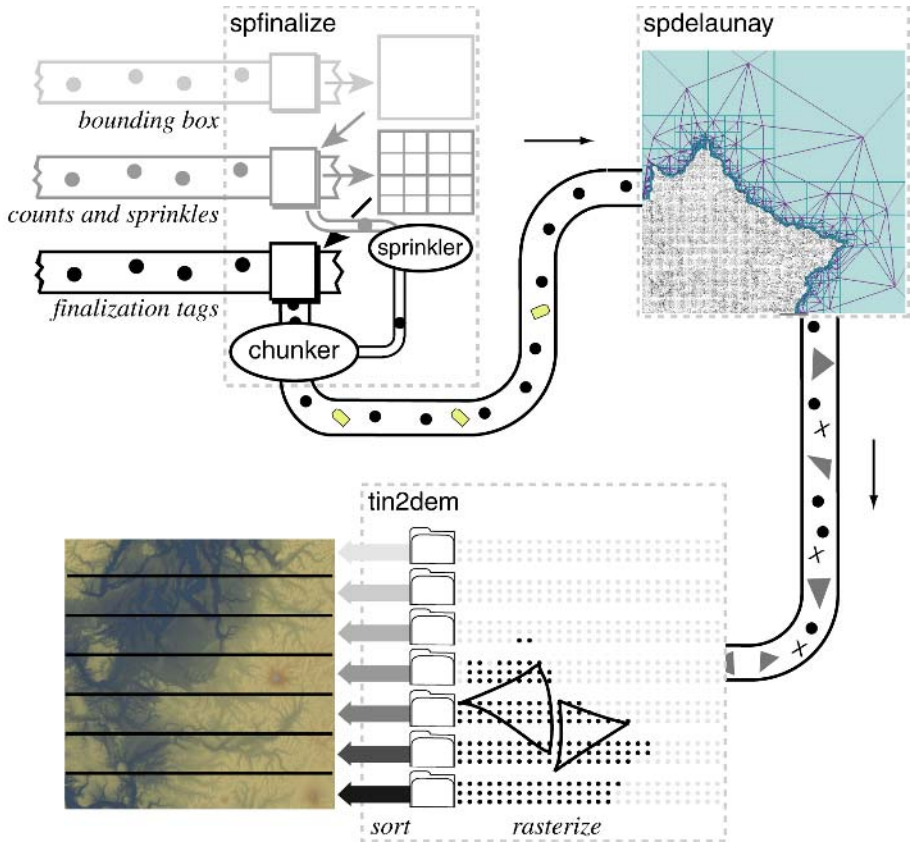 spfinalize
spdelaunay
bounding box
counts and sprinkles
sprinkler
finalization tags
chunker
tin2dem
sort
rasterize